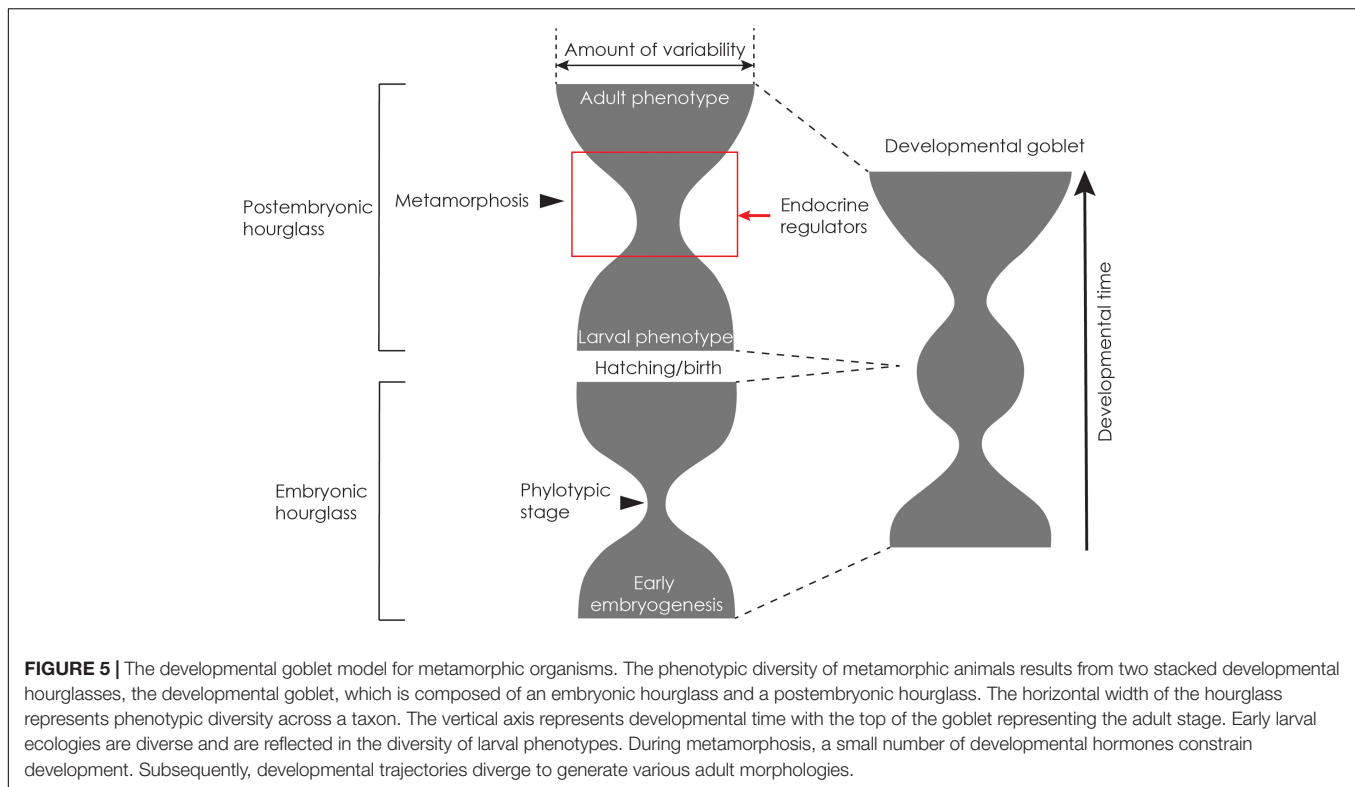 Amount of variability
Adult phenotype
Developmental goblet
Postembryonic
hourglass
Metamorphosis
Endocrine
regulators
Developmental time
Larval phenotype
Hatching/birth
Embryonic
hourglass
Phylotypic
stage
Early
embryogenesis
FIGURE 5 | The developmental goblet model for metamorphic organisms. The phenotypic diversity of metamorphic animals results from two stacked developmental
hourglasses, the developmental goblet, which is composed of an embryonic hourglass and a postembryonic hourglass. The horizontal width of the hourglass
represents phenotypic diversity across a taxon. The vertical axis represents developmental time with the top of the goblet representing the adult stage. Early larval
ecologies are diverse and are reflected in the diversity of larval phenotypes. During metamorphosis, a small number of developmental hormones constrain
development. Subsequently, developmental trajectories diverge to generate various adult morphologies.